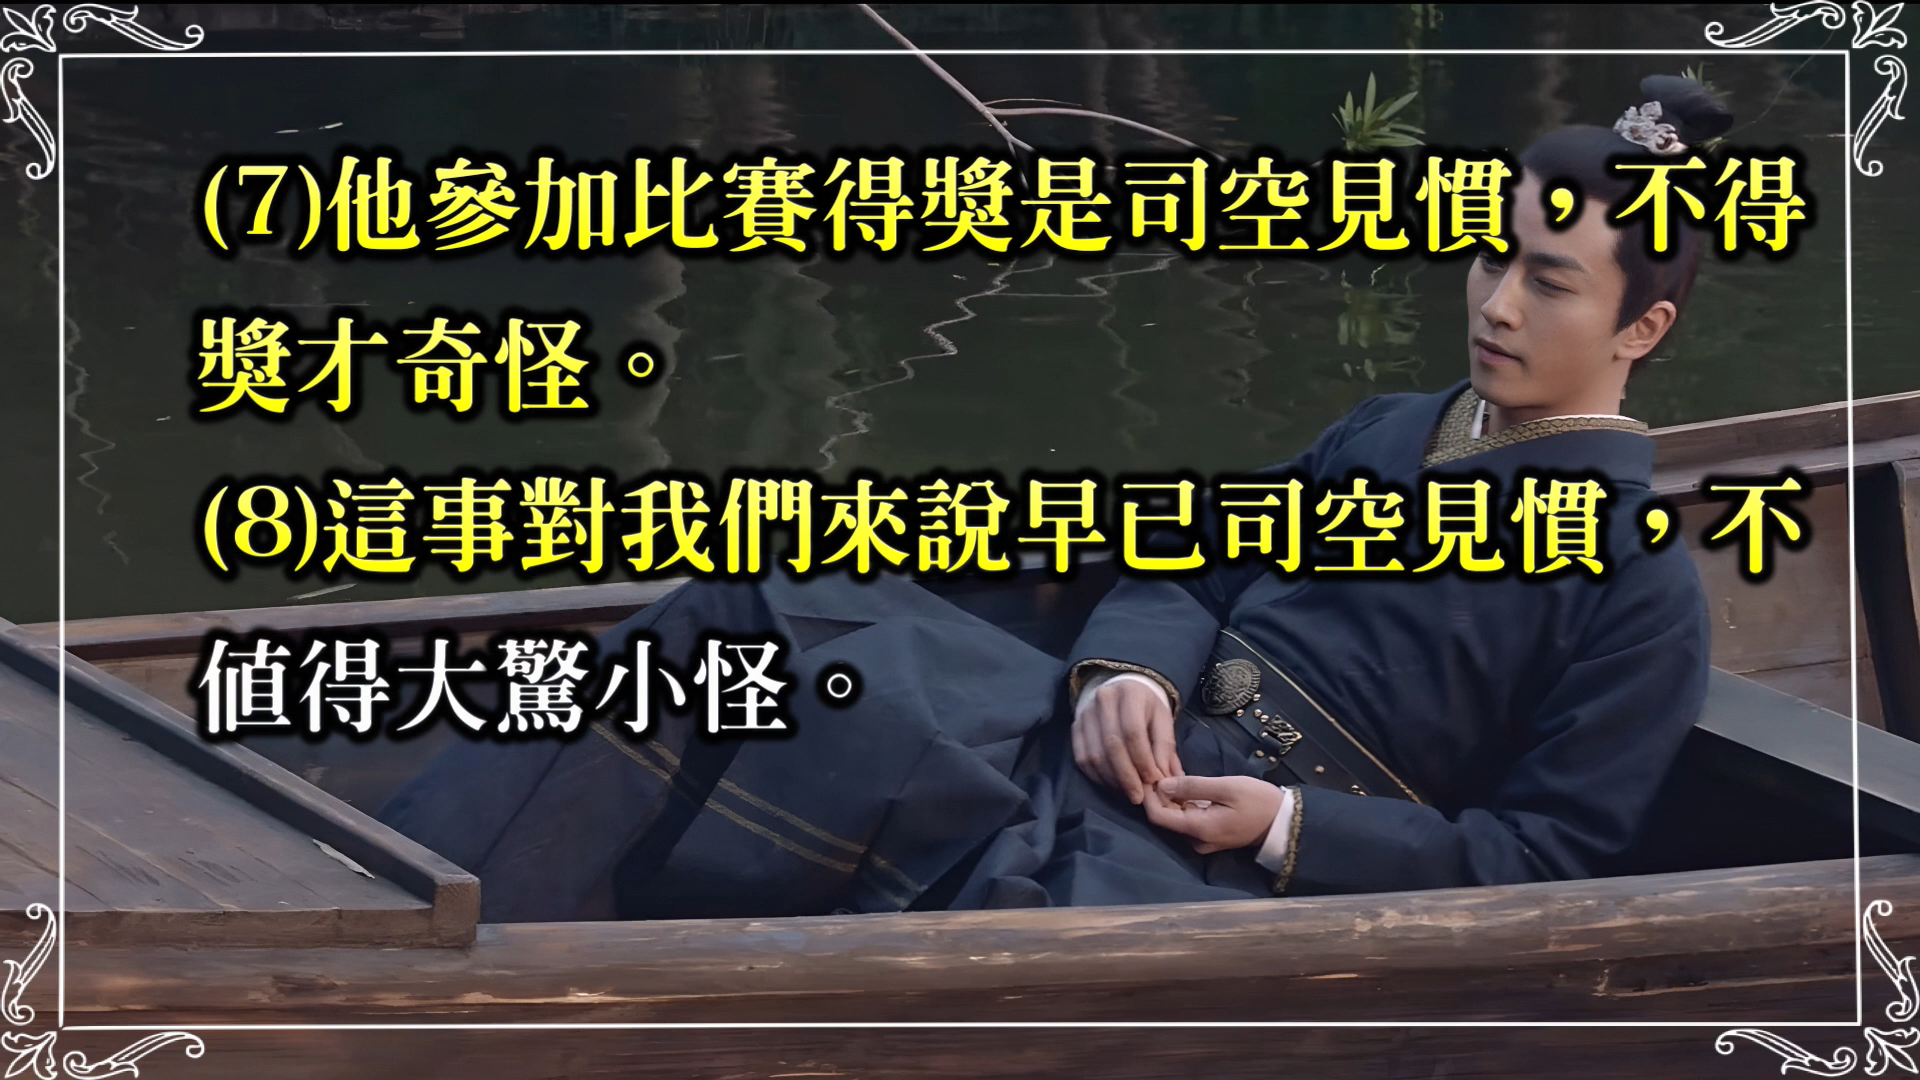 (7)他參加比賽得獎是司空見慣，不得
獎才奇怪。
(8)這事對我們來說早已司空見慣，不
值得大驚小怪。